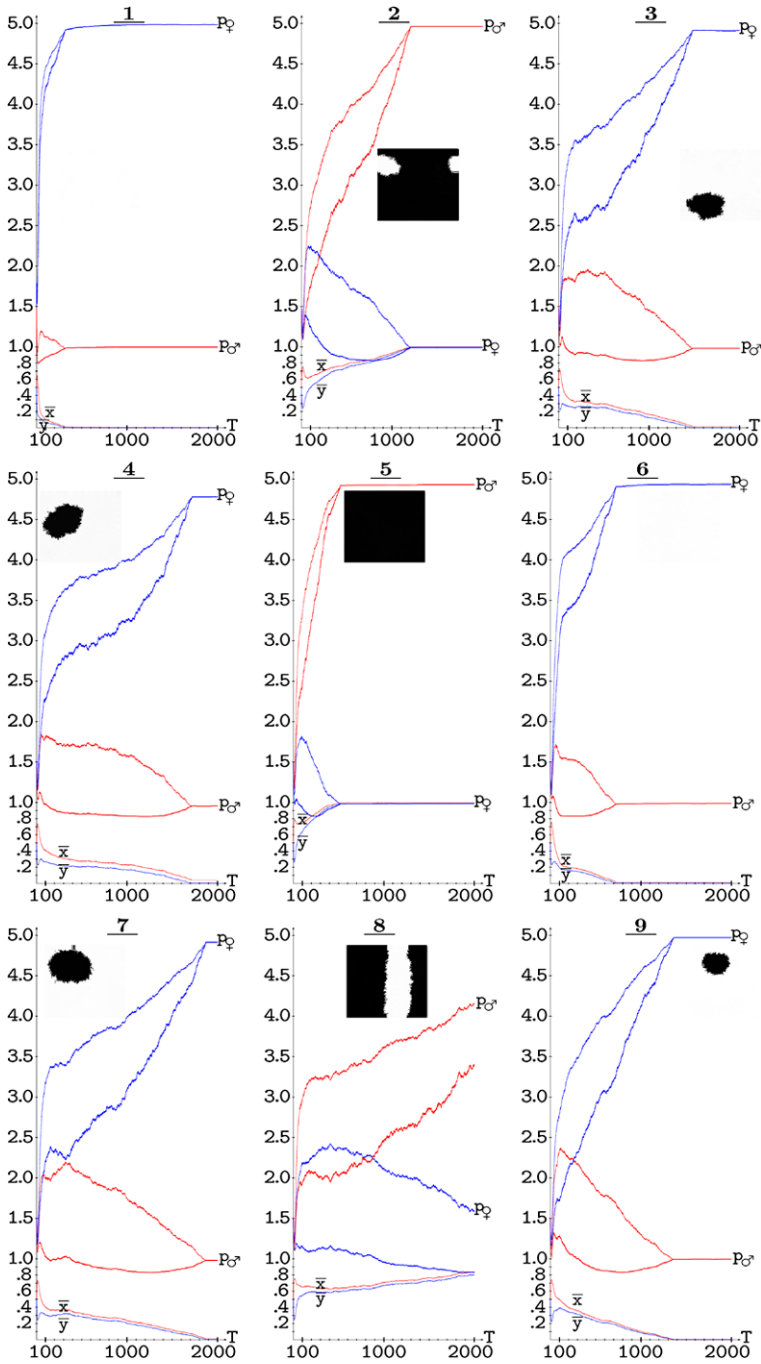 1
5.0 p♀
4.5
4.0
3.5
3.0
2.5
2.0
1.5
1.0 p♂
.8
.6
.4 x̄
.2 ȳ T
100 1000 2000
2
5.0 p♂
4.5
4.0
3.5
3.0
2.5
2.0
1.5
1.0 p♀
.8 x̄
.6
.4 ȳ
.2 T
100 1000 2000
3
5.0 p♀
4.5
4.0
3.5
3.0
2.5
2.0
1.5
1.0 p♂
.8
.6
.4 x̄
.2 ȳ T
100 1000 2000
4
5.0 p♀
4.5
4.0
3.5
3.0
2.5
2.0
1.5
1.0 p♂
.8
.6
.4 x̄
.2 ȳ T
100 1000 2000
5
5.0 p♂
4.5
4.0
3.5
3.0
2.5
2.0
1.5
1.0 p♀
.8 x̄
.6 ȳ
.4
.2 T
100 1000 2000
6
5.0 p♀
4.5
4.0
3.5
3.0
2.5
2.0
1.5
1.0 p♂
.8
.6
.4 x̄
.2 ȳ T
100 1000 2000
7
5.0 p♀
4.5
4.0
3.5
3.0
2.5
2.0
1.5
1.0 p♂
.8
.6
.4 x̄
.2 ȳ T
100 1000 2000
8
5.0
4.5
4.0 p♂
3.5
3.0
2.5
2.0
1.5 p♀
1.0
.8 x̄
.6
.4 ȳ
.2 T
100 1000 2000
9
5.0 p♀
4.5
4.0
3.5
3.0
2.5
2.0
1.5
1.0 p♂
.8
.6
.4 x̄
.2 ȳ T
100 1000 2000